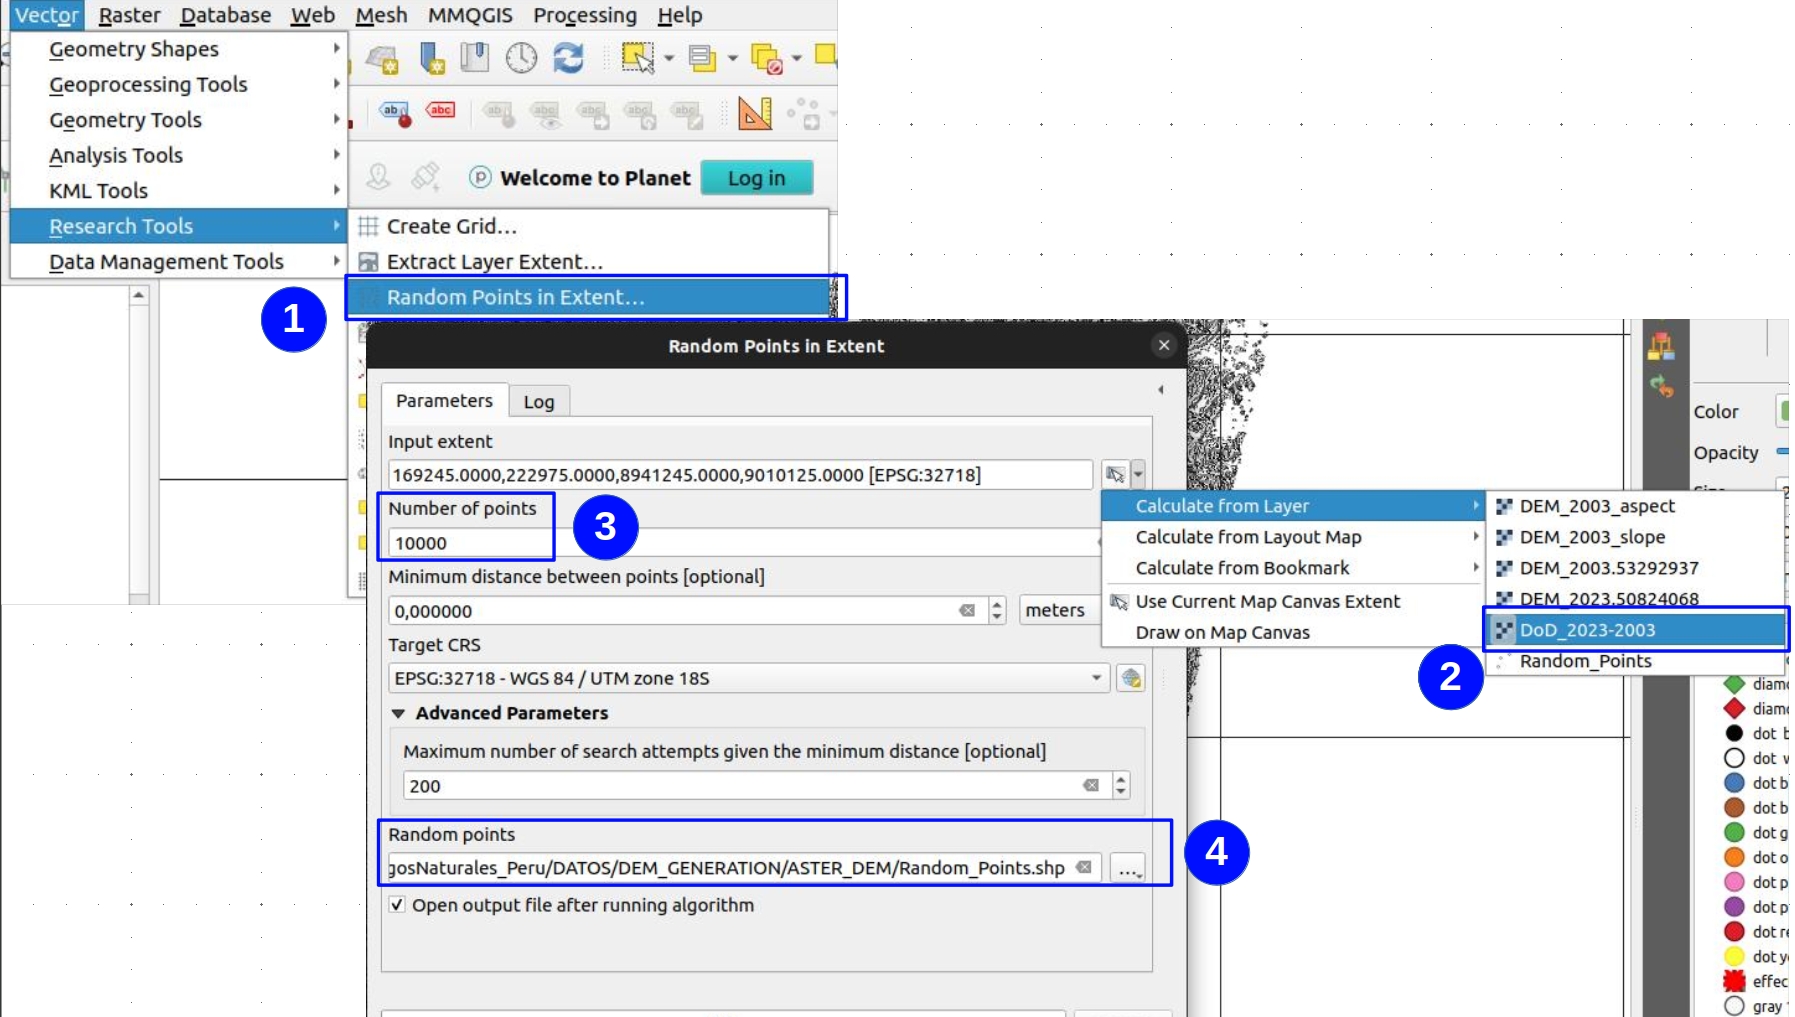 Vector Raster Database Web Mesh MMQGIS Processing Help
Geometry Shapes
Geoprocessing Tools
Geometry Tools
Analysis Tools
KML Tools
Research Tools
Data Management Tools
abc
Welcome to Planet Log in
Create Grid...
Extract Layer Extent...
Random Points in Extent...
1
Random Points in Extent
Parameters Log
Input extent
169245.0000,222975.0000,8941245.0000,9010125.0000 [EPSG:32718]
Number of points
10000
3
Minimum distance between points [optional]
0,000000 meters
Target CRS
EPSG:32718 - WGS 84 / UTM zone 18S
Advanced Parameters
Maximum number of search attempts given the minimum distance [optional]
200
Random points
gosNaturales_Peru/DATOS/DEM_GENERATION/ASTER_DEM/Random_Points.shp ...
4
Open output file after running algorithm
Calculate from Layer
Calculate from Layout Map
Calculate from Bookmark
Use Current Map Canvas Extent
Draw on Map Canvas
DEM_2003_aspect
DEM_2003_slope
DEM_2003.53292937
DEM_2023.50824068
DoD_2023-2003
Random_Points
2
Color
Opacity
diam
diam
dot b
dot
dot b
dot b
dot g
dot o
dot p
dot p
dot re
dot y
effec
gray